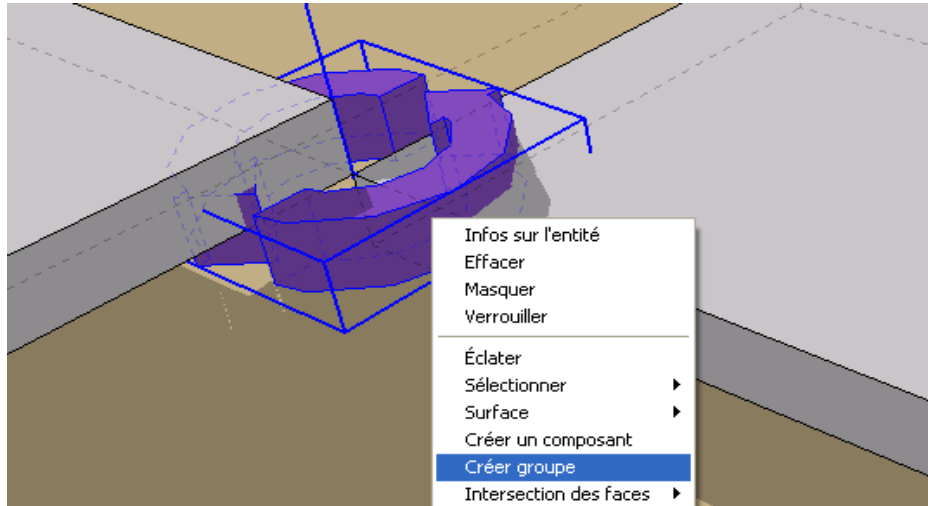 Infos sur l'entité
Effacer
Masquer
Verrouiller
Éclater
Sélectionner
Surface
Créer un composant
Créer groupe
Intersection des faces